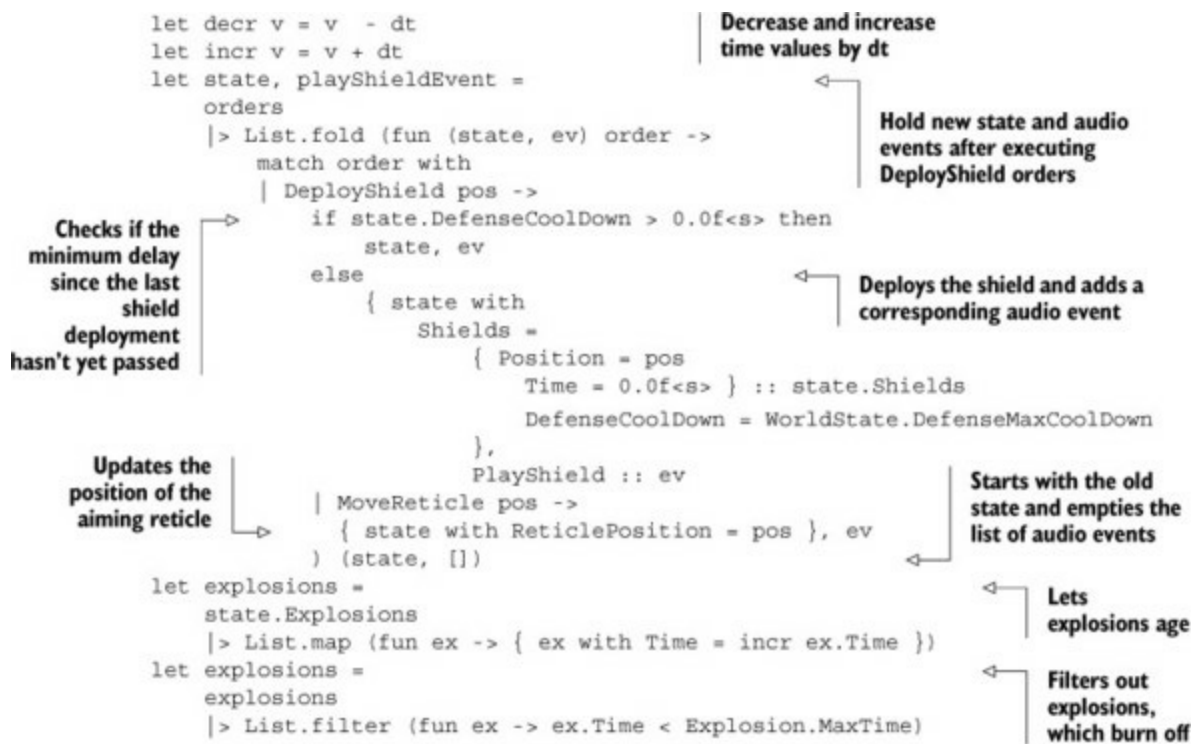 let decr v = v - dt
let incr v = v + dt
Decrease and increase
time values by dt
let state, playShieldEvent =
orders
|> List.fold (fun (state, ev) order ->
match order with
| DeployShield pos ->
Hold new state and audio
events after executing
DeployShield orders
if state.DefenseCoolDown > 0.0f<s> then
state, ev
Checks if the
minimum delay
since the last
shield
deployment
hasn't yet passed
else
{ state with
Shields =
{ Position = pos
Time = 0.0f<s> } :: state.Shields
DefenseCoolDown = WorldState.DefenseMaxCoolDown
},
PlayShield :: ev
Deploys the shield and adds a
corresponding audio event
| MoveReticle pos ->
{ state with ReticlePosition = pos }, ev
Updates the
position of the
aiming reticle
) (state, [])
Starts with the old
state and empties the
list of audio events
let explosions =
state.Explosions
|> List.map (fun ex -> { ex with Time = incr ex.Time })
Lets
explosions age
let explosions =
explosions
|> List.filter (fun ex -> ex.Time < Explosion.MaxTime)
Filters out
explosions,
which burn off